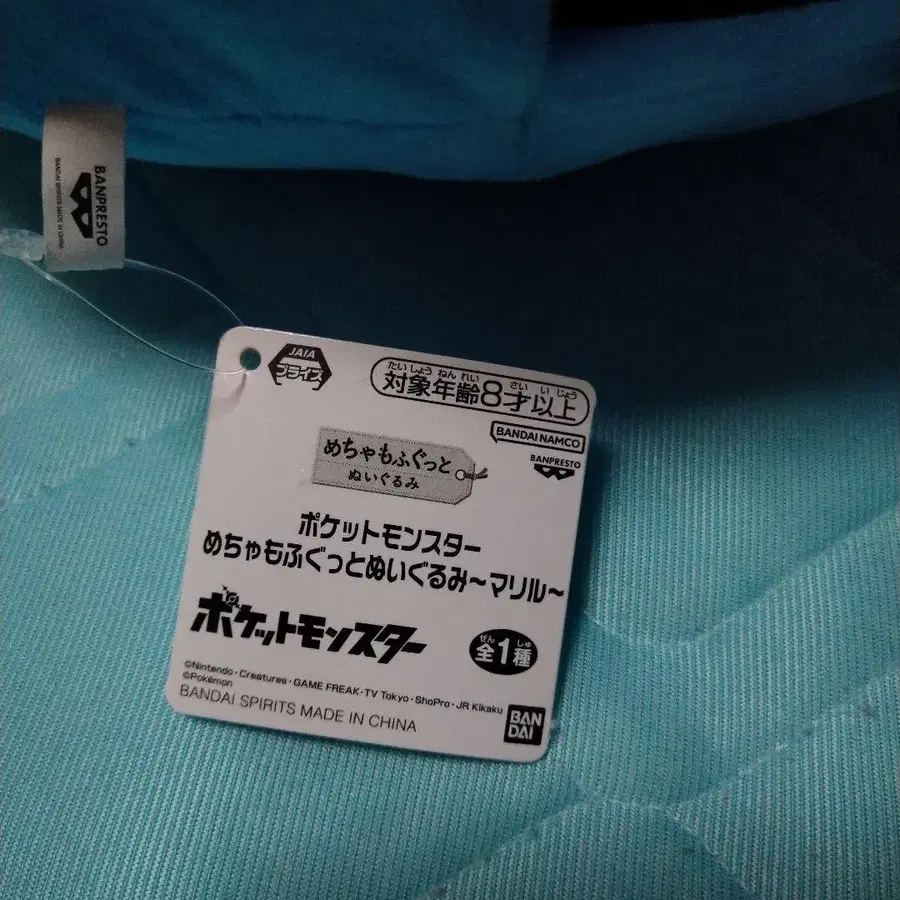 BANPRESTO
BANDAI SPIRITS MADE IN CHINA
JAIA
プライズ
たいしょうねんれい さいいじょう
対象年齢8才以上
BANDAI NAMCO
BANPRESTO
めちゃもふぐっと
ぬいぐるみ
ポケットモンスター
めちゃもふぐっとぬいぐるみ～マリル～
ポケットモンスター
ぜん しゅ
全1種
©Nintendo・Creatures・GAME FREAK・TV Tokyo・ShoPro・JR Kikaku
©Pokémon
BANDAI SPIRITS MADE IN CHINA
BAN
DAI